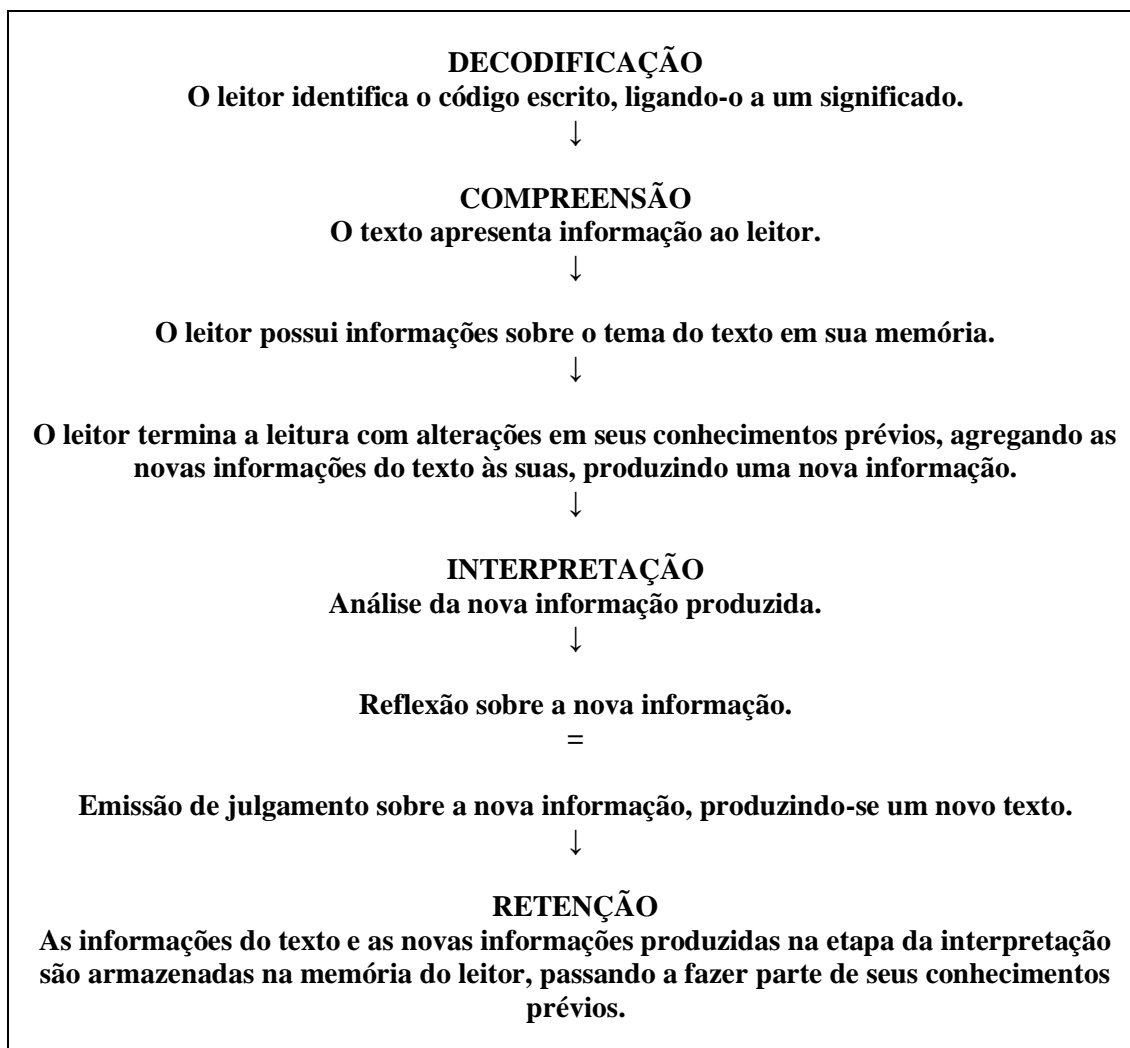 DECODIFICAÇÃO
O leitor identifica o código escrito, ligando-o a um significado.
↓
COMPREENSÃO
O texto apresenta informação ao leitor.
↓
O leitor possui informações sobre o tema do texto em sua memória.
↓
O leitor termina a leitura com alterações em seus conhecimentos prévios, agregando as
novas informações do texto às suas, produzindo uma nova informação.
↓
INTERPRETAÇÃO
Análise da nova informação produzida.
↓
Reflexão sobre a nova informação.
=
Emissão de julgamento sobre a nova informação, produzindo-se um novo texto.
↓
RETENÇÃO
As informações do texto e as novas informações produzidas na etapa da interpretação
são armazenadas na memória do leitor, passando a fazer parte de seus conhecimentos
prévios.